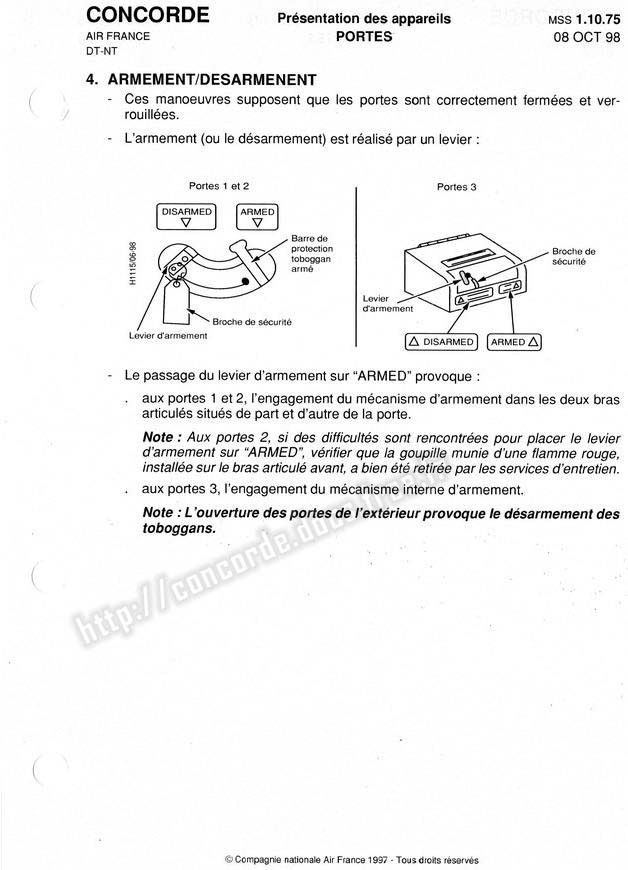 CONCORDE
Présentation des appareils
MSS 1.10.75
AIR FRANCE
PORTES
08 OCT 98
DT-NT
4. ARMEMENT/DESARMENENT
- Ces manoeuvres supposent que les portes sont correctement fermées et ver-
rouillées.
- L'armement (ou le désarmement) est réalisé par un levier :
Portes 1 et 2
DISARMED
ARMED
Barre de
protection
toboggan
armé
H1115/06-98
Broche de sécurité
Levier d'armement
Portes 3
Broche de
sécurité
Levier
d'armement
DISARMED
ARMED
- Le passage du levier d'armement sur “ARMED” provoque :
. aux portes 1 et 2, l'engagement du mécanisme d'armement dans les deux bras
articulés situés de part et d'autre de la porte.
Note : Aux portes 2, si des difficultés sont rencontrées pour placer le levier
d'armement sur “ARMED”, vérifier que la goupille munie d'une flamme rouge,
installée sur le bras articulé avant, a bien été retirée par les services d'entretien.
. aux portes 3, l'engagement du mécanisme interne d'armement.
Note : L'ouverture des portes de l'extérieur provoque le désarmement des
toboggans.
© Compagnie nationale Air France 1997 - Tous droits réservés